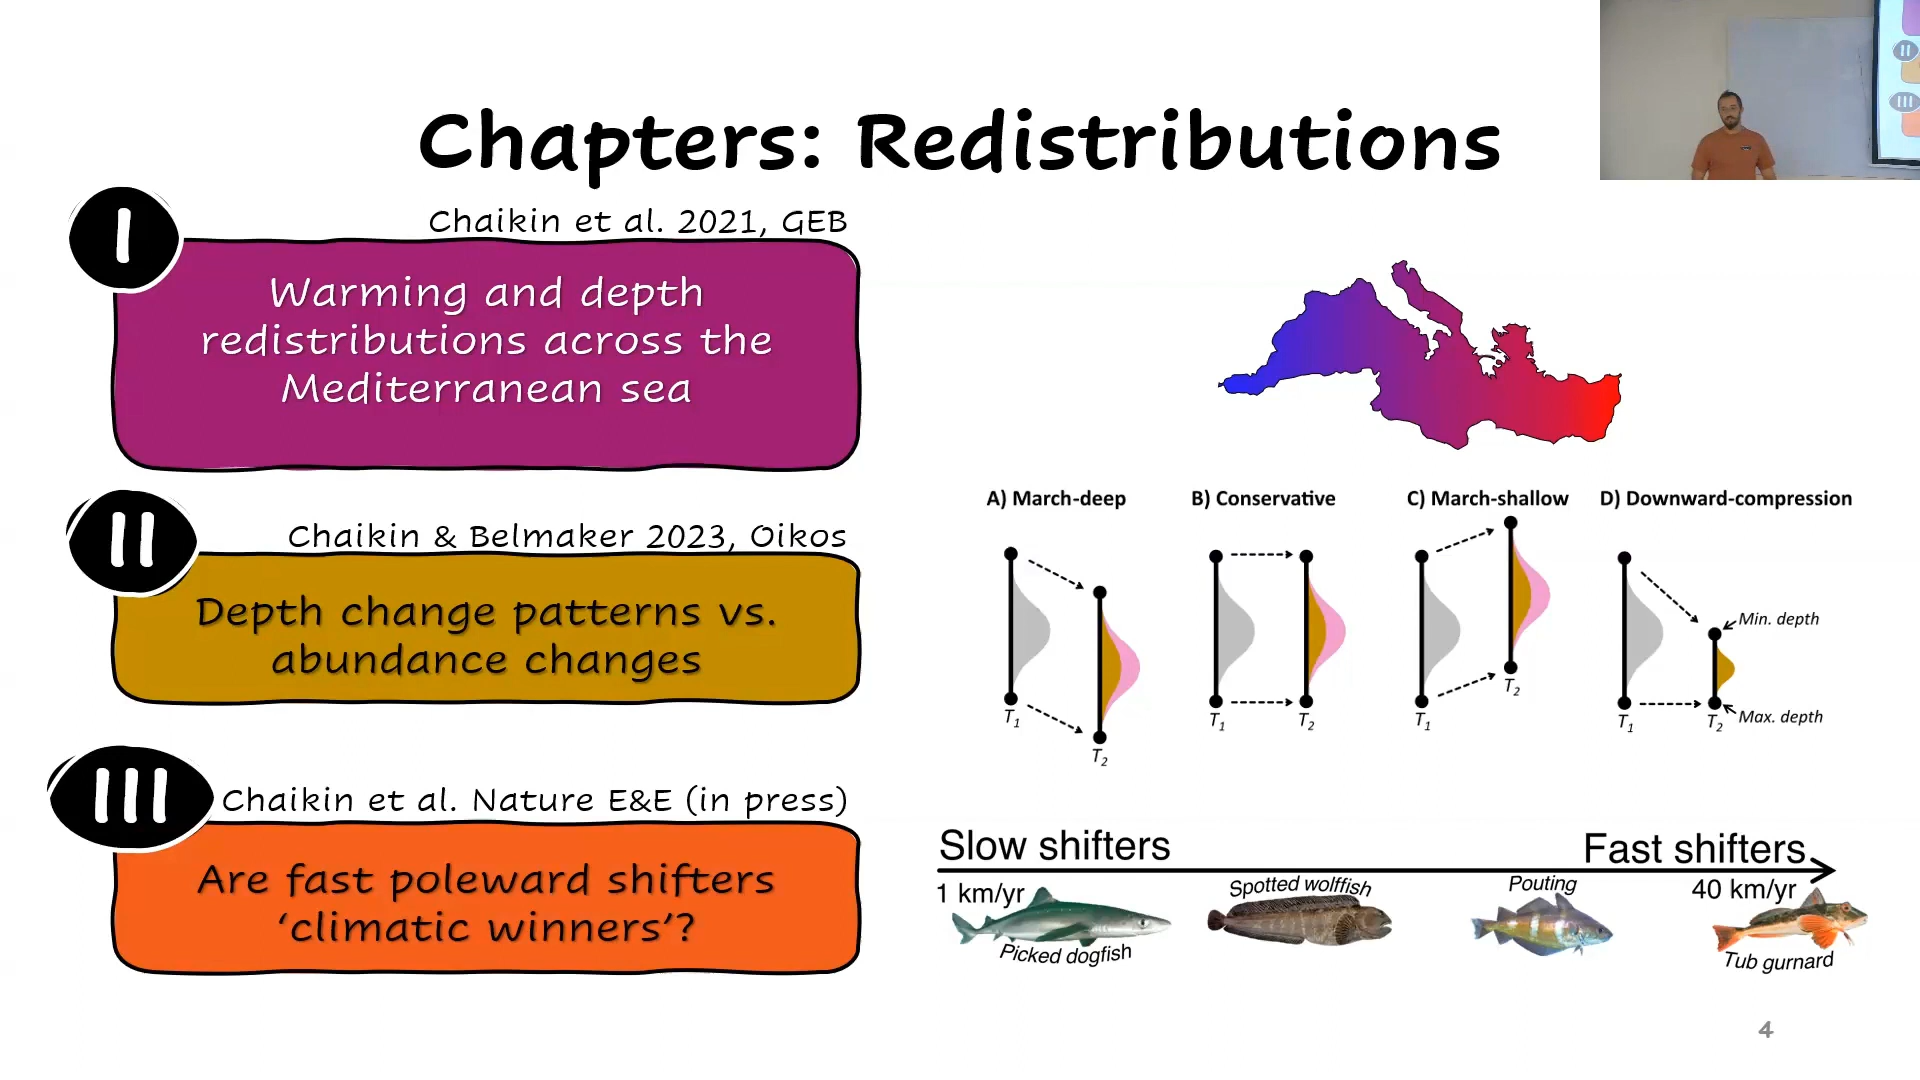 Chapters: Redistributions
I
Chaikin et al. 2021, GEB
Warming and depth
redistributions across the
Mediterranean sea
II
Chaikin & Belmaker 2023, Oikos
Depth change patterns vs.
abundance changes
III
Chaikin et al. Nature E&E (in press)
Are fast poleward shifters
‘climatic winners’?
A) March-deep
B) Conservative
C) March-shallow
D) Downward-compression
T1
T2
T1
T2
T1
T2
T1
T2
Min. depth
Max. depth
Slow shifters
Fast shifters
1 km/yr
40 km/yr
Picked dogfish
Spotted wolffish
Pouting
Tub gurnard
4
II
III